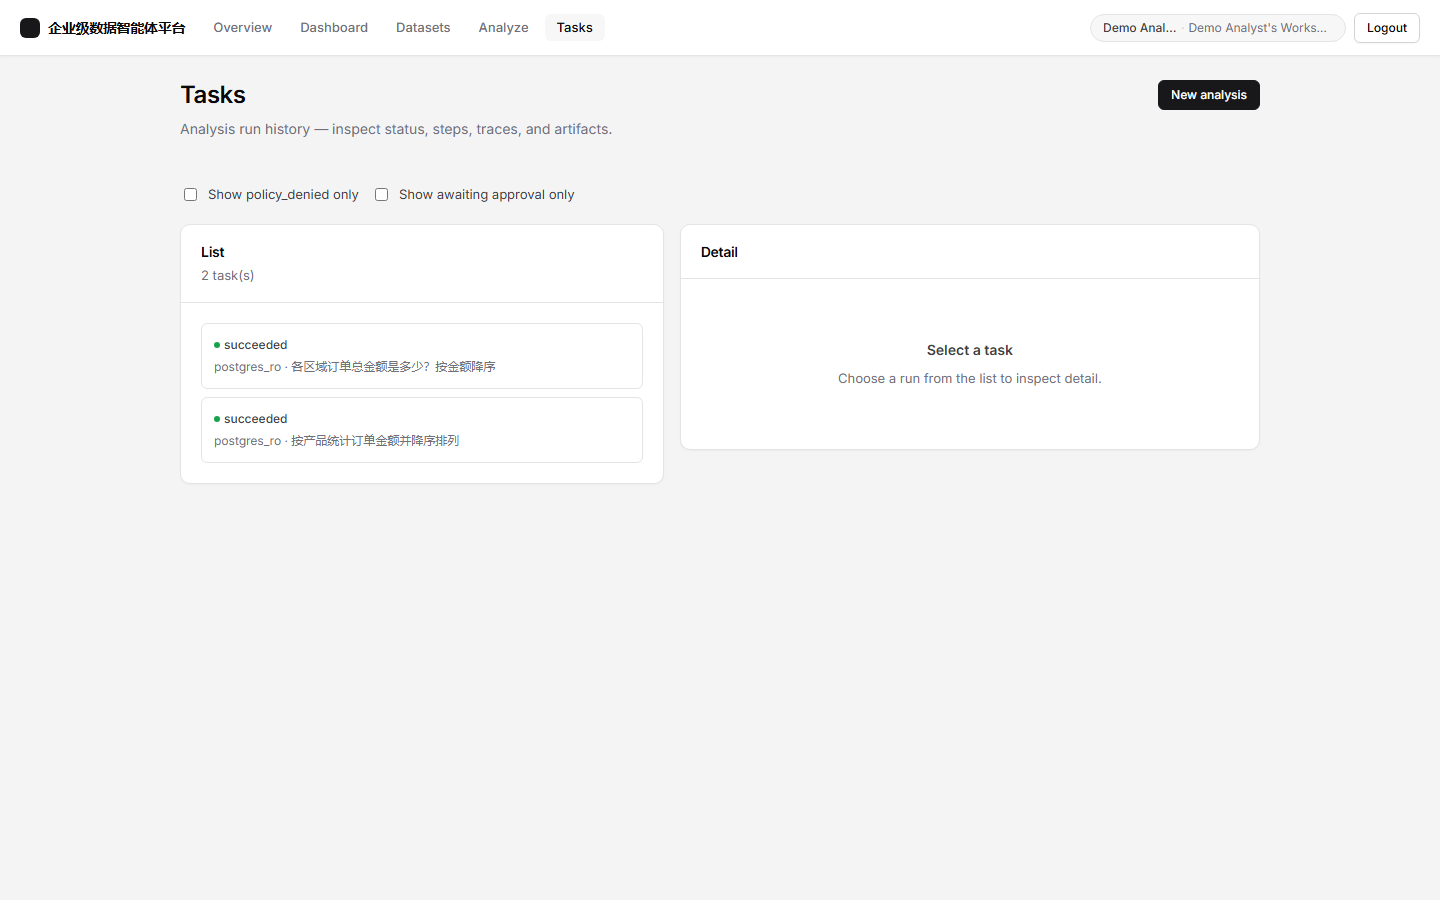 企业级数据智能体平台 Overview Dashboard Datasets Analyze Tasks Demo Anal... · Demo Analyst's Works... Logout
Tasks New analysis
Analysis run history — inspect status, steps, traces, and artifacts.
Show policy_denied only Show awaiting approval only
List
2 task(s)
succeeded
postgres_ro · 各区域订单总金额是多少？按金额降序
succeeded
postgres_ro · 按产品统计订单金额并降序排列
Detail
Select a task
Choose a run from the list to inspect detail.